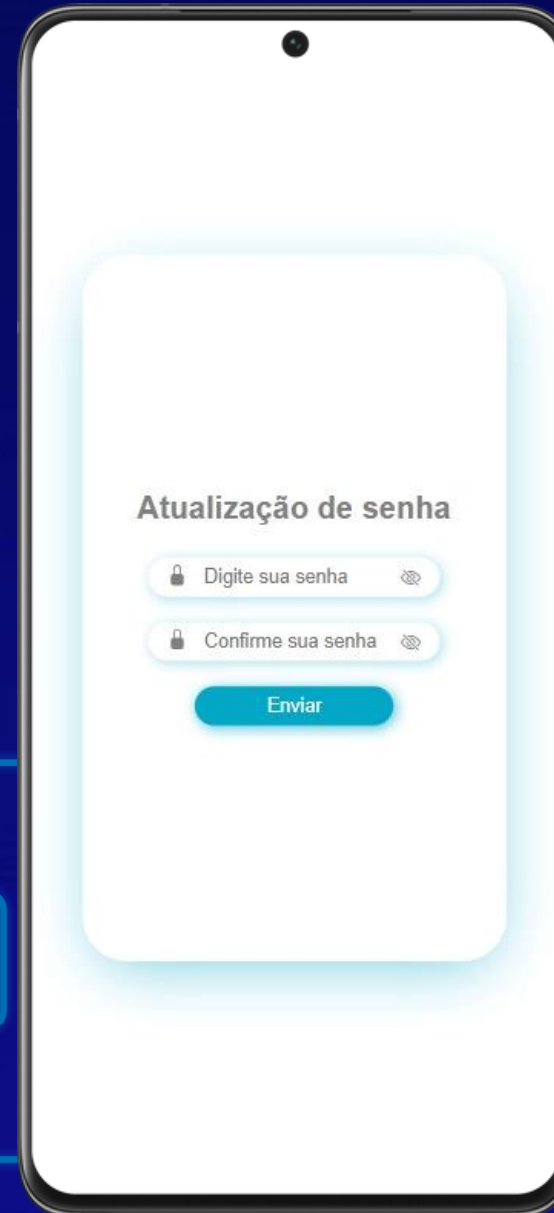 Atualização de senha
Digite sua senha
Confirme sua senha
Enviar